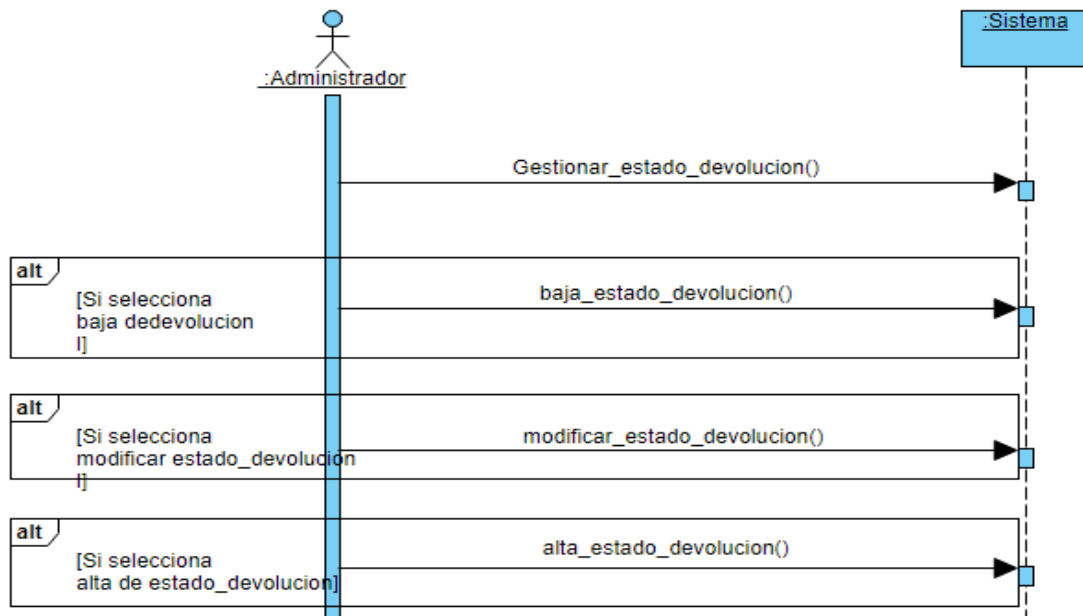 :Sistema
:Administrador
Gestionar_estado_devolucion()
alt
[Si selecciona
baja dedevolucion
l]
baja_estado_devolucion()
alt
[Si selecciona
modificar estado_devolucion
l]
modificar_estado_devolucion()
alt
[Si selecciona
alta de estado_devolucion]
alta_estado_devolucion()